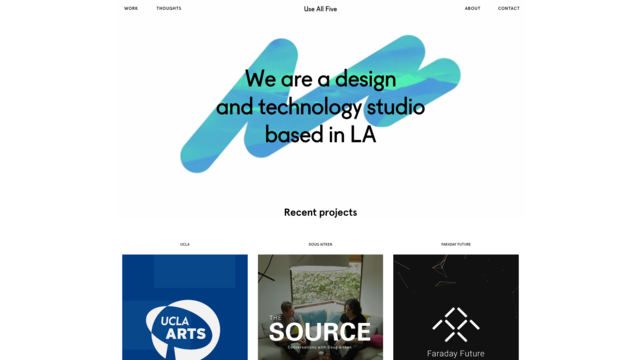 WORK THOUGHTS Use All Five ABOUT CONTACT
We are a design
and technology studio
based in LA
Recent projects
UCLA DOUG AITKEN FARADAY FUTURE
UCLA
ARTS
THE
SOURCE
Conversations with Doug Aitken
Faraday Future